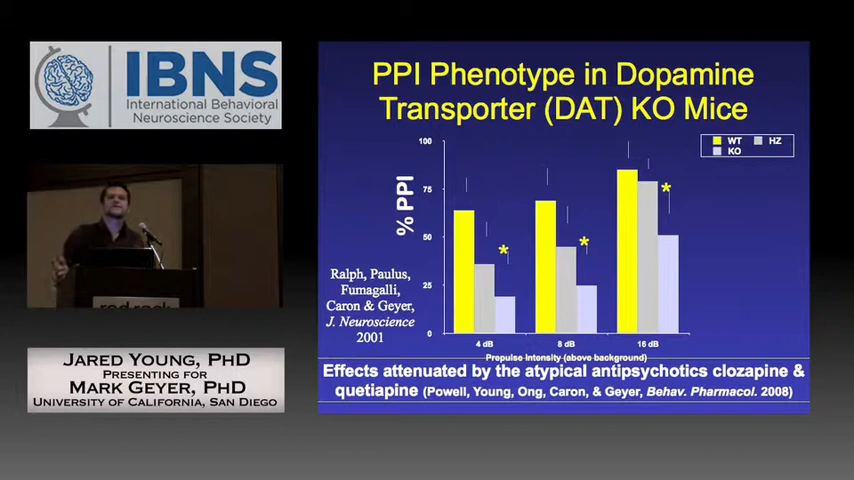 IBNS
International Behavioral
Neuroscience Society
red rock
JARED YOUNG, PHD
PRESENTING FOR
MARK GEYER, PHD
UNIVERSITY OF CALIFORNIA, SAN DIEGO
PPI Phenotype in Dopamine
Transporter (DAT) KO Mice
WT HZ
KO
% PPI
100
75
50
25
0
4 dB 8 dB 16 dB
Prepulse Intensity (above background)
Ralph, Paulus,
Fumagalli,
Caron & Geyer,
J. Neuroscience
2001
Effects attenuated by the atypical antipsychotics clozapine &
quetiapine (Powell, Young, Ong, Caron, & Geyer, Behav. Pharmacol. 2008)